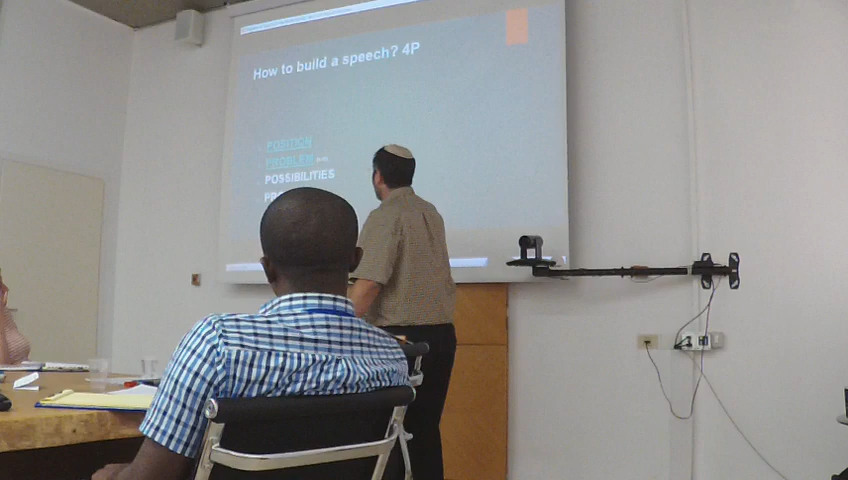 How to build a speech? 4P
POSITION
PROBLEM
POSSIBILITIES